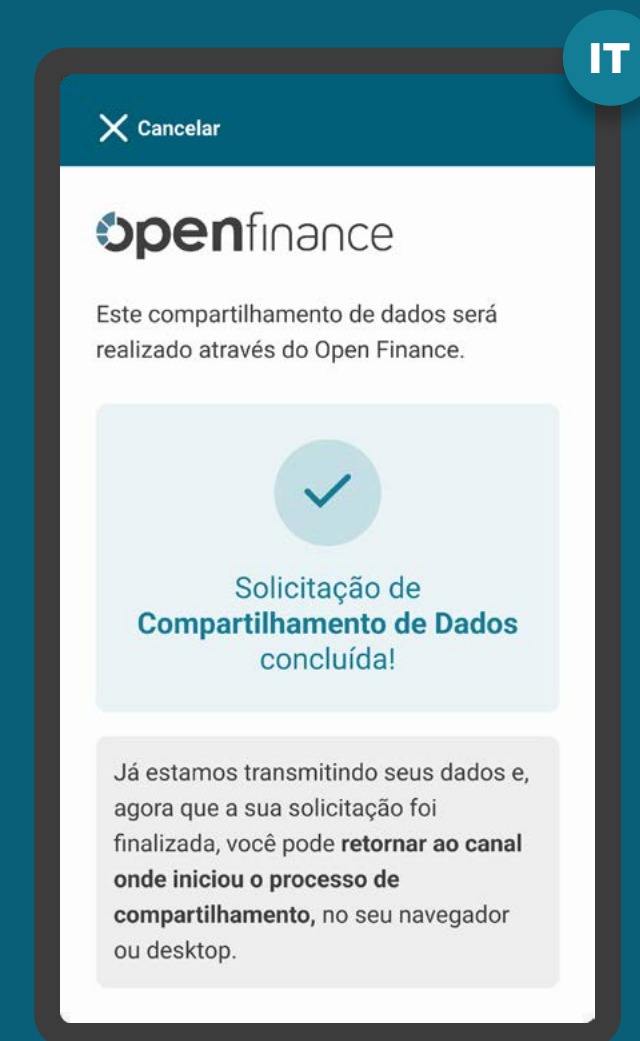 IT
Cancelar
openfinance
Este compartilhamento de dados será
realizado através do Open Finance.
Solicitação de
Compartilhamento de Dados
concluída!
Já estamos transmitindo seus dados e,
agora que a sua solicitação foi
finalizada, você pode retornar ao canal
onde iniciou o processo de
compartilhamento, no seu navegador
ou desktop.